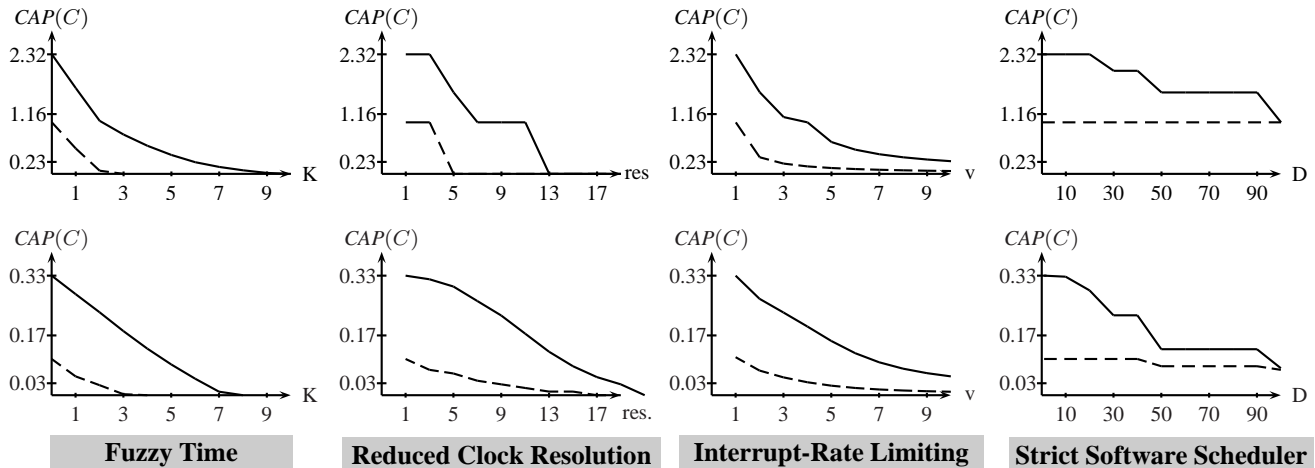 CAP(C) CAP(C) CAP(C) CAP(C)
2.32 2.32 2.32 2.32
1.16 1.16 1.16 1.16
0.23 0.23 0.23 0.23
K res v D
1 3 5 7 9 1 5 9 13 17 1 3 5 7 9 10 30 50 70 90
CAP(C) CAP(C) CAP(C) CAP(C)
0.33 0.33 0.33 0.33
0.17 0.17 0.17 0.17
0.03 0.03 0.03 0.03
K v D
1 3 5 7 9 1 5 9 13 17 res. 1 3 5 7 9 10 30 50 70 90
Fuzzy Time Reduced Clock Resolution Interrupt-Rate Limiting Strict Software Scheduler